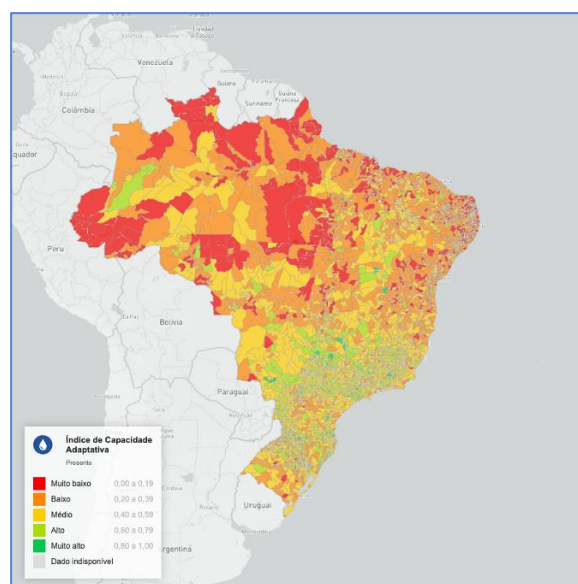 Venezuela
Guiana
Suriname
Guiana
Francesa
Colômbia
Equador
Peru
Bolívia
Paraguai
Uruguai
Argentina
Índice de Capacidade
Adaptativa
Presente
Muito baixo 0,00 a 0,19
Baixo 0,20 a 0,39
Médio 0,40 a 0,59
Alto 0,60 a 0,79
Muito alto 0,80 a 1,00
Dado indisponível